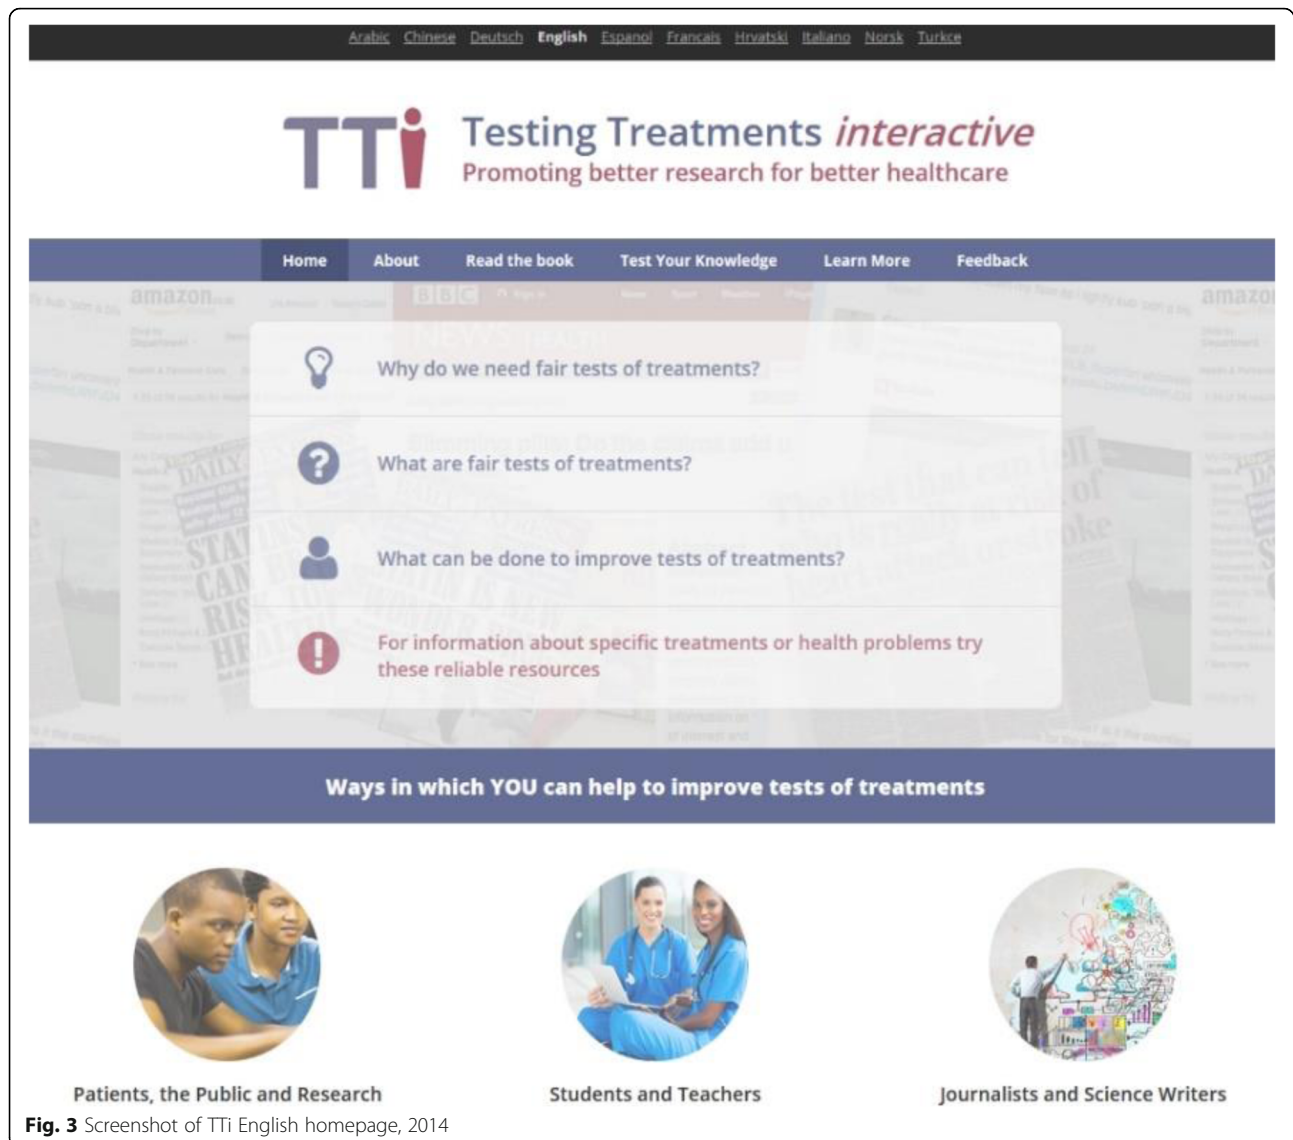 Arabic Chinese Deutsch English Espanol Francais Hrvatski Italiano Norsk Turkce
TTi Testing Treatments interactive
Promoting better research for better healthcare
Home About Read the book Test Your Knowledge Learn More Feedback
amazon
BBC
NEWS HEALTH
Why do we need fair tests of treatments?
What are fair tests of treatments?
What can be done to improve tests of treatments?
For information about specific treatments or health problems try
these reliable resources
Ways in which YOU can help to improve tests of treatments
Patients, the Public and Research Students and Teachers Journalists and Science Writers
Fig. 3 Screenshot of TTi English homepage, 2014